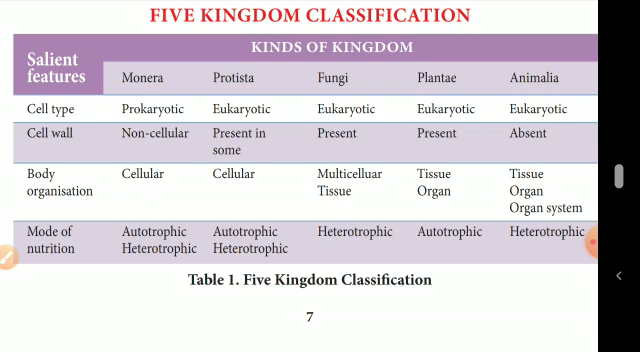 FIVE KINGDOM CLASSIFICATION
Salient features KINDS OF KINGDOM
Monera Protista Fungi Plantae Animalia
Cell type Prokaryotic Eukaryotic Eukaryotic Eukaryotic Eukaryotic
Cell wall Non-cellular Present in some Present Present Absent
Body organisation Cellular Cellular Multicelluar Tissue Tissue Organ Tissue Organ Organ system
Mode of nutrition Autotrophic Heterotrophic Autotrophic Heterotrophic Heterotrophic Autotrophic Heterotrophic
Table 1. Five Kingdom Classification
7